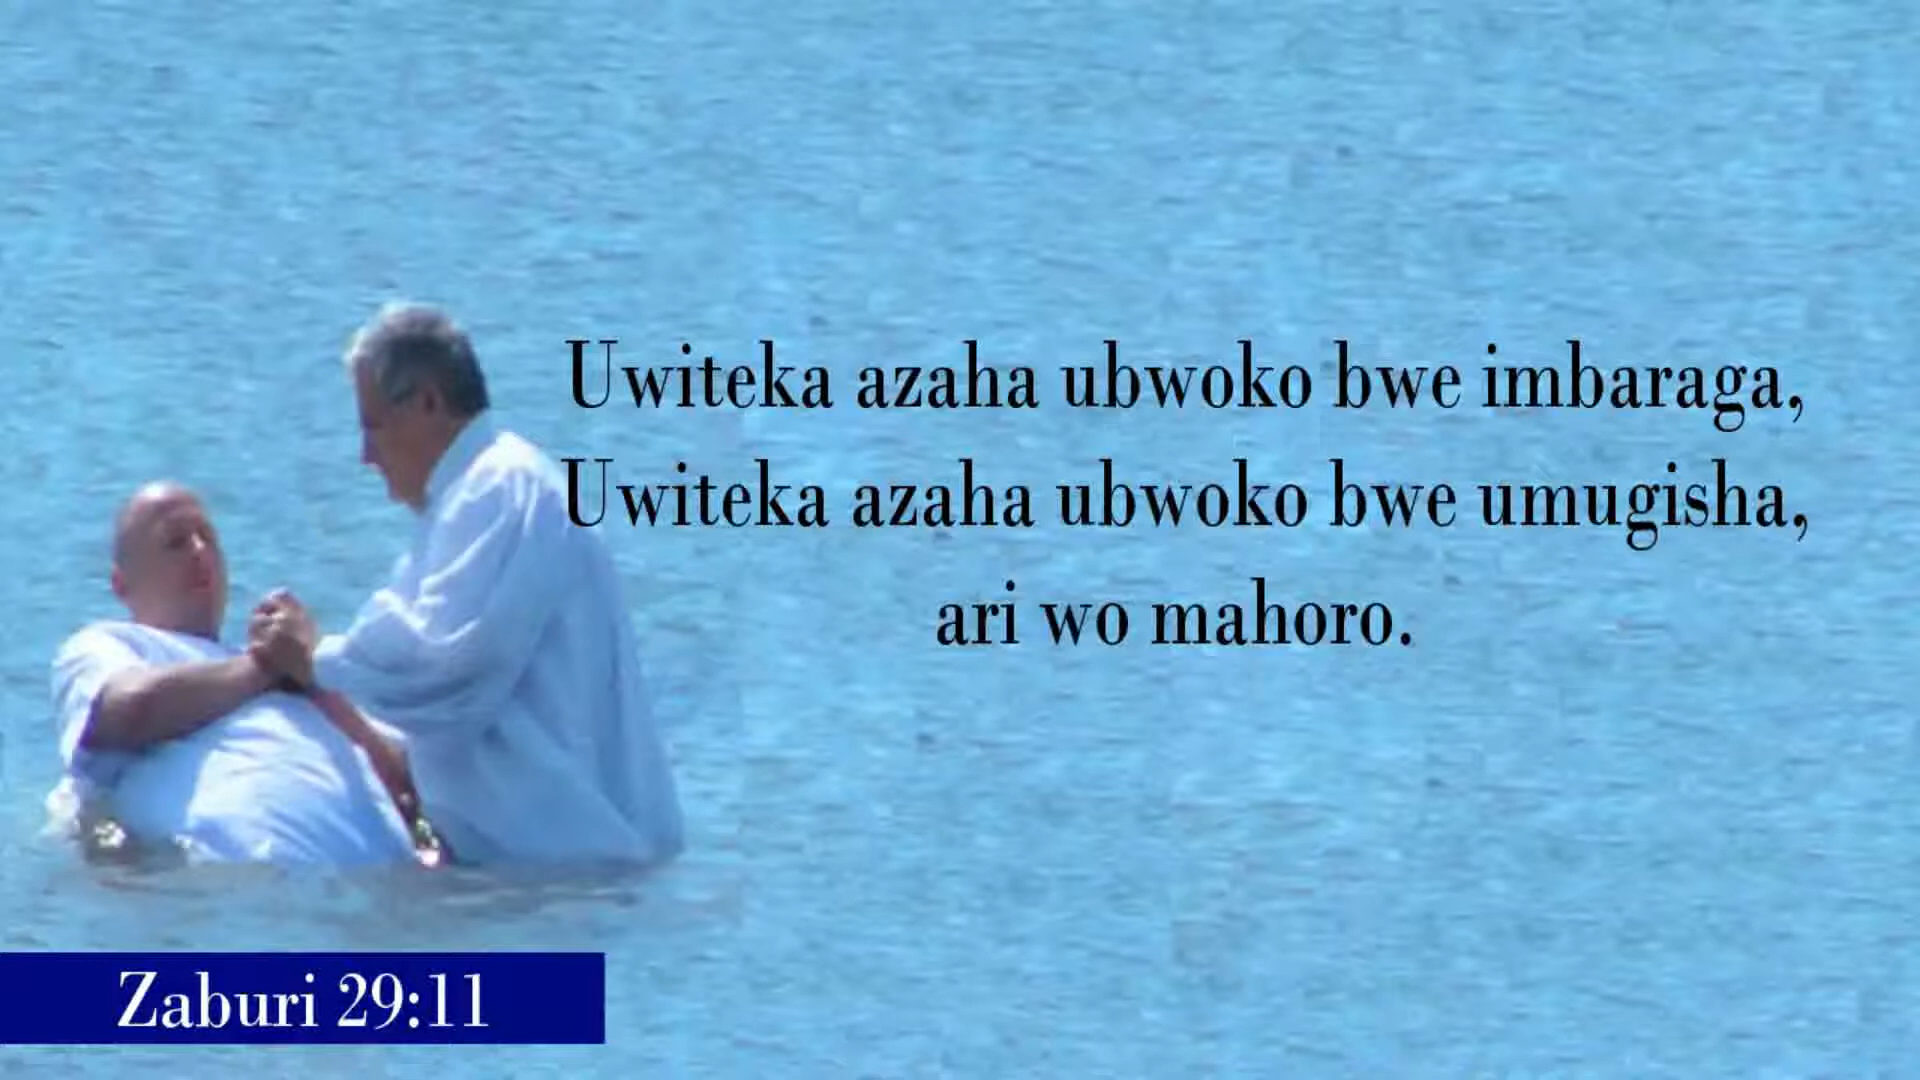 Uwiteka azaha ubwoko bwe imbaraga,
Uwiteka azaha ubwoko bwe umugisha,
ari wo mahoro.
Zaburi 29:11